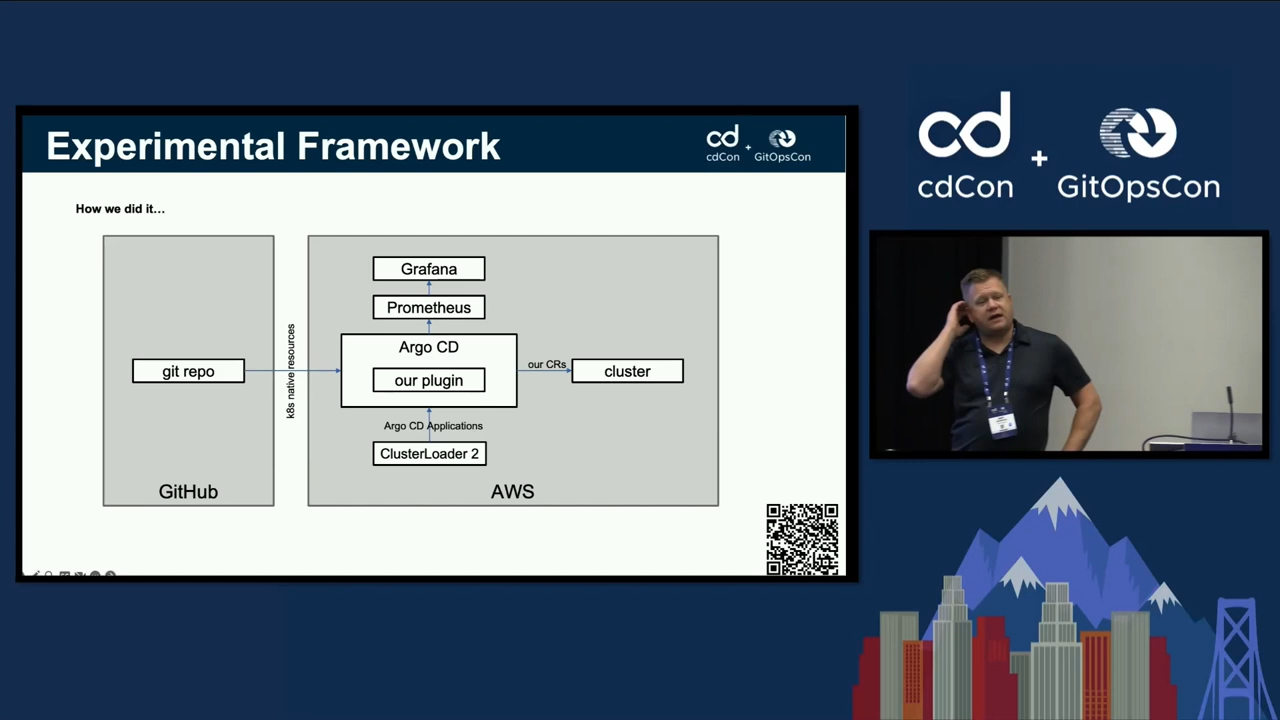 Experimental Framework
cd
cdCon
+
GitOpsCon
How we did it…
Grafana
Prometheus
Argo CD
our plugin
git repo
k8s native resources
our CRs
cluster
Argo CD Applications
ClusterLoader 2
GitHub
AWS
cd
cdCon
+
GitOpsCon